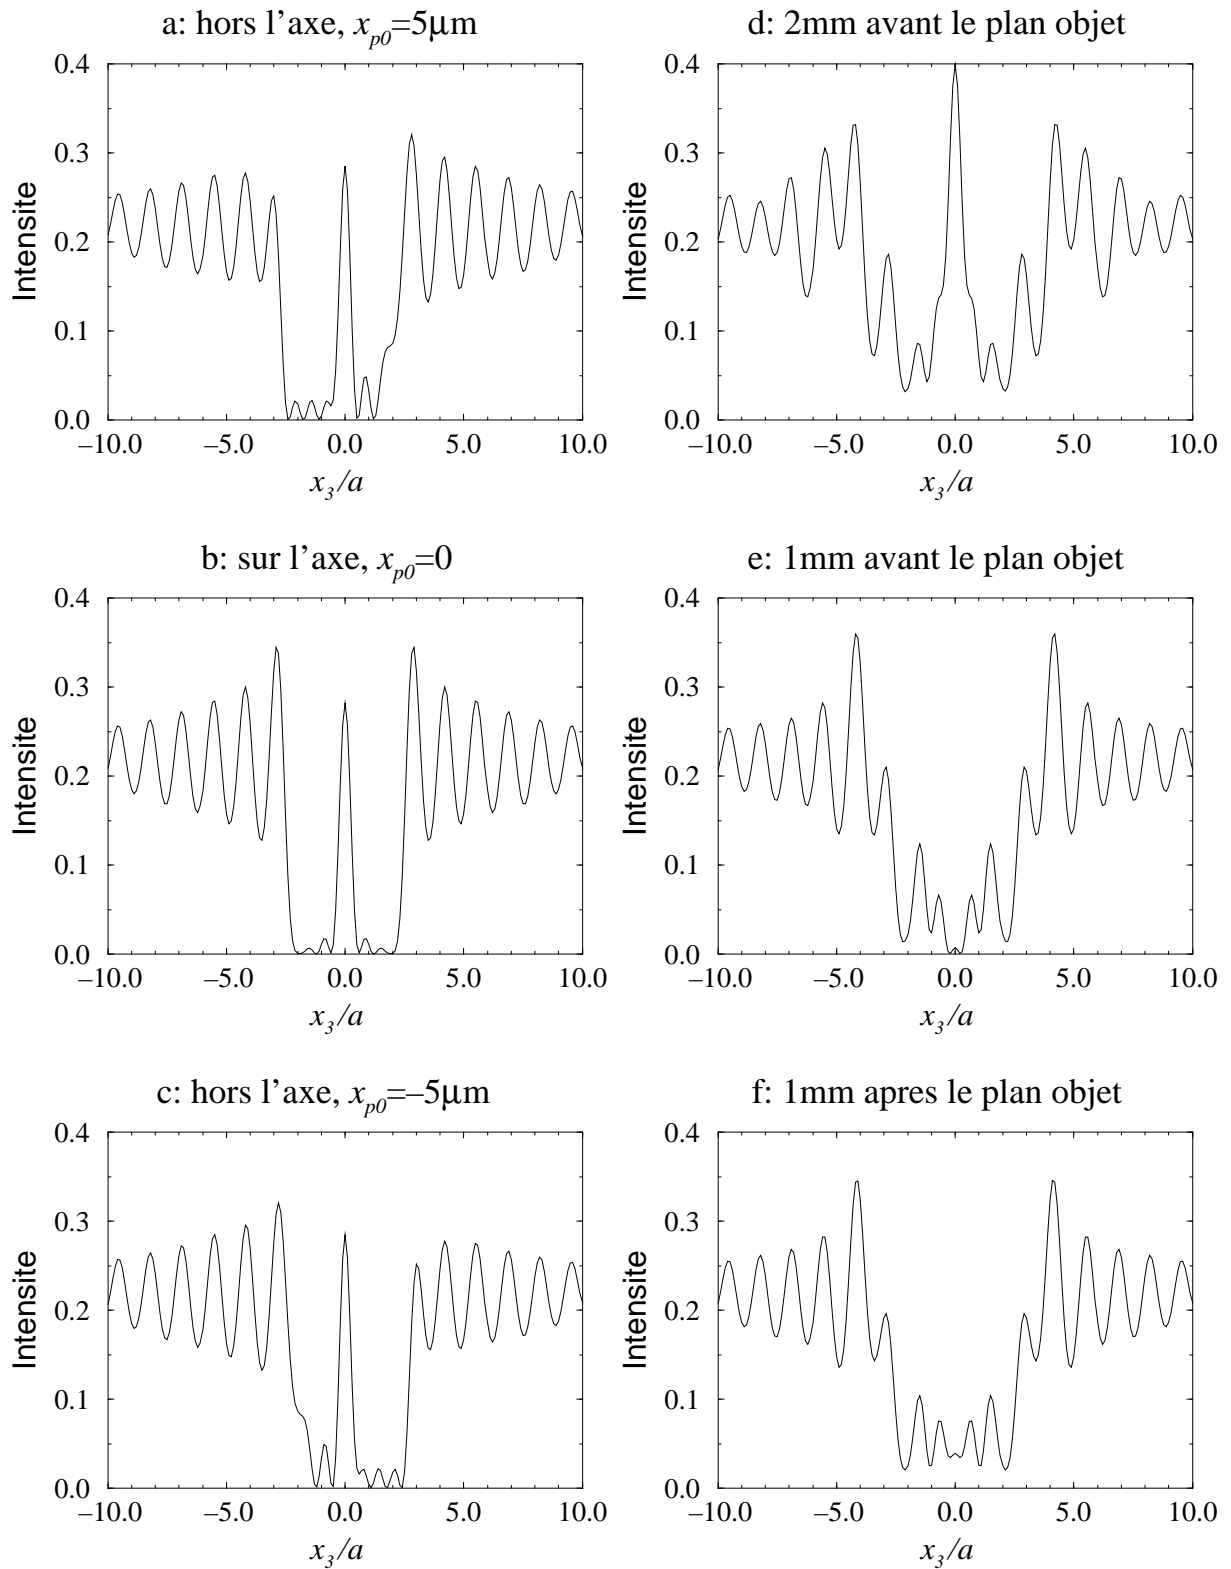 a: hors l'axe, x_p0=5µm
0.4
0.3
0.2
0.1
0.0
Intensite
–10.0 –5.0 0.0 5.0 10.0
x_3/a
b: sur l'axe, x_p0=0
0.4
0.3
0.2
0.1
0.0
Intensite
–10.0 –5.0 0.0 5.0 10.0
x_3/a
c: hors l'axe, x_p0=–5µm
0.4
0.3
0.2
0.1
0.0
Intensite
–10.0 –5.0 0.0 5.0 10.0
x_3/a
d: 2mm avant le plan objet
0.4
0.3
0.2
0.1
0.0
Intensite
–10.0 –5.0 0.0 5.0 10.0
x_3/a
e: 1mm avant le plan objet
0.4
0.3
0.2
0.1
0.0
Intensite
–10.0 –5.0 0.0 5.0 10.0
x_3/a
f: 1mm apres le plan objet
0.4
0.3
0.2
0.1
0.0
Intensite
–10.0 –5.0 0.0 5.0 10.0
x_3/a